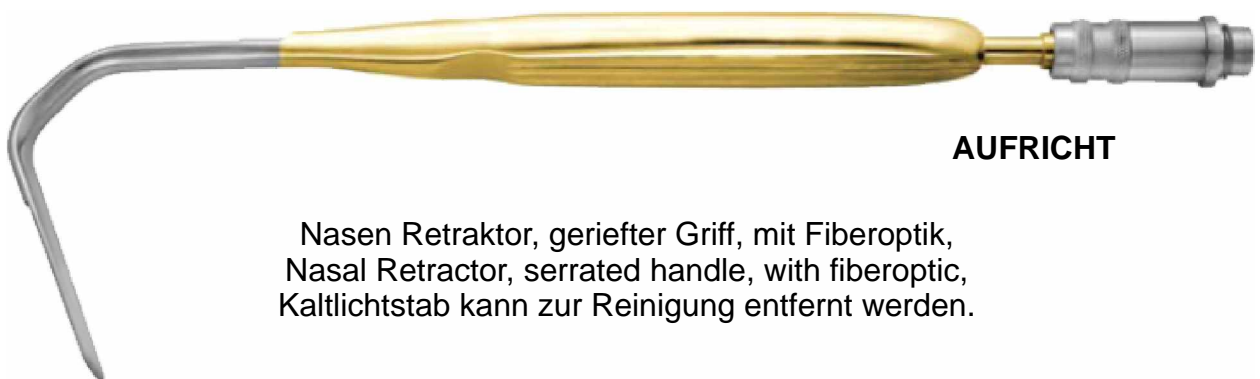 AUFRICHT
Nasen Retraktor, geriefter Griff, mit Fiberoptik,
Nasal Retractor, serrated handle, with fiberoptic,
Kaltlichtstab kann zur Reinigung entfernt werden.